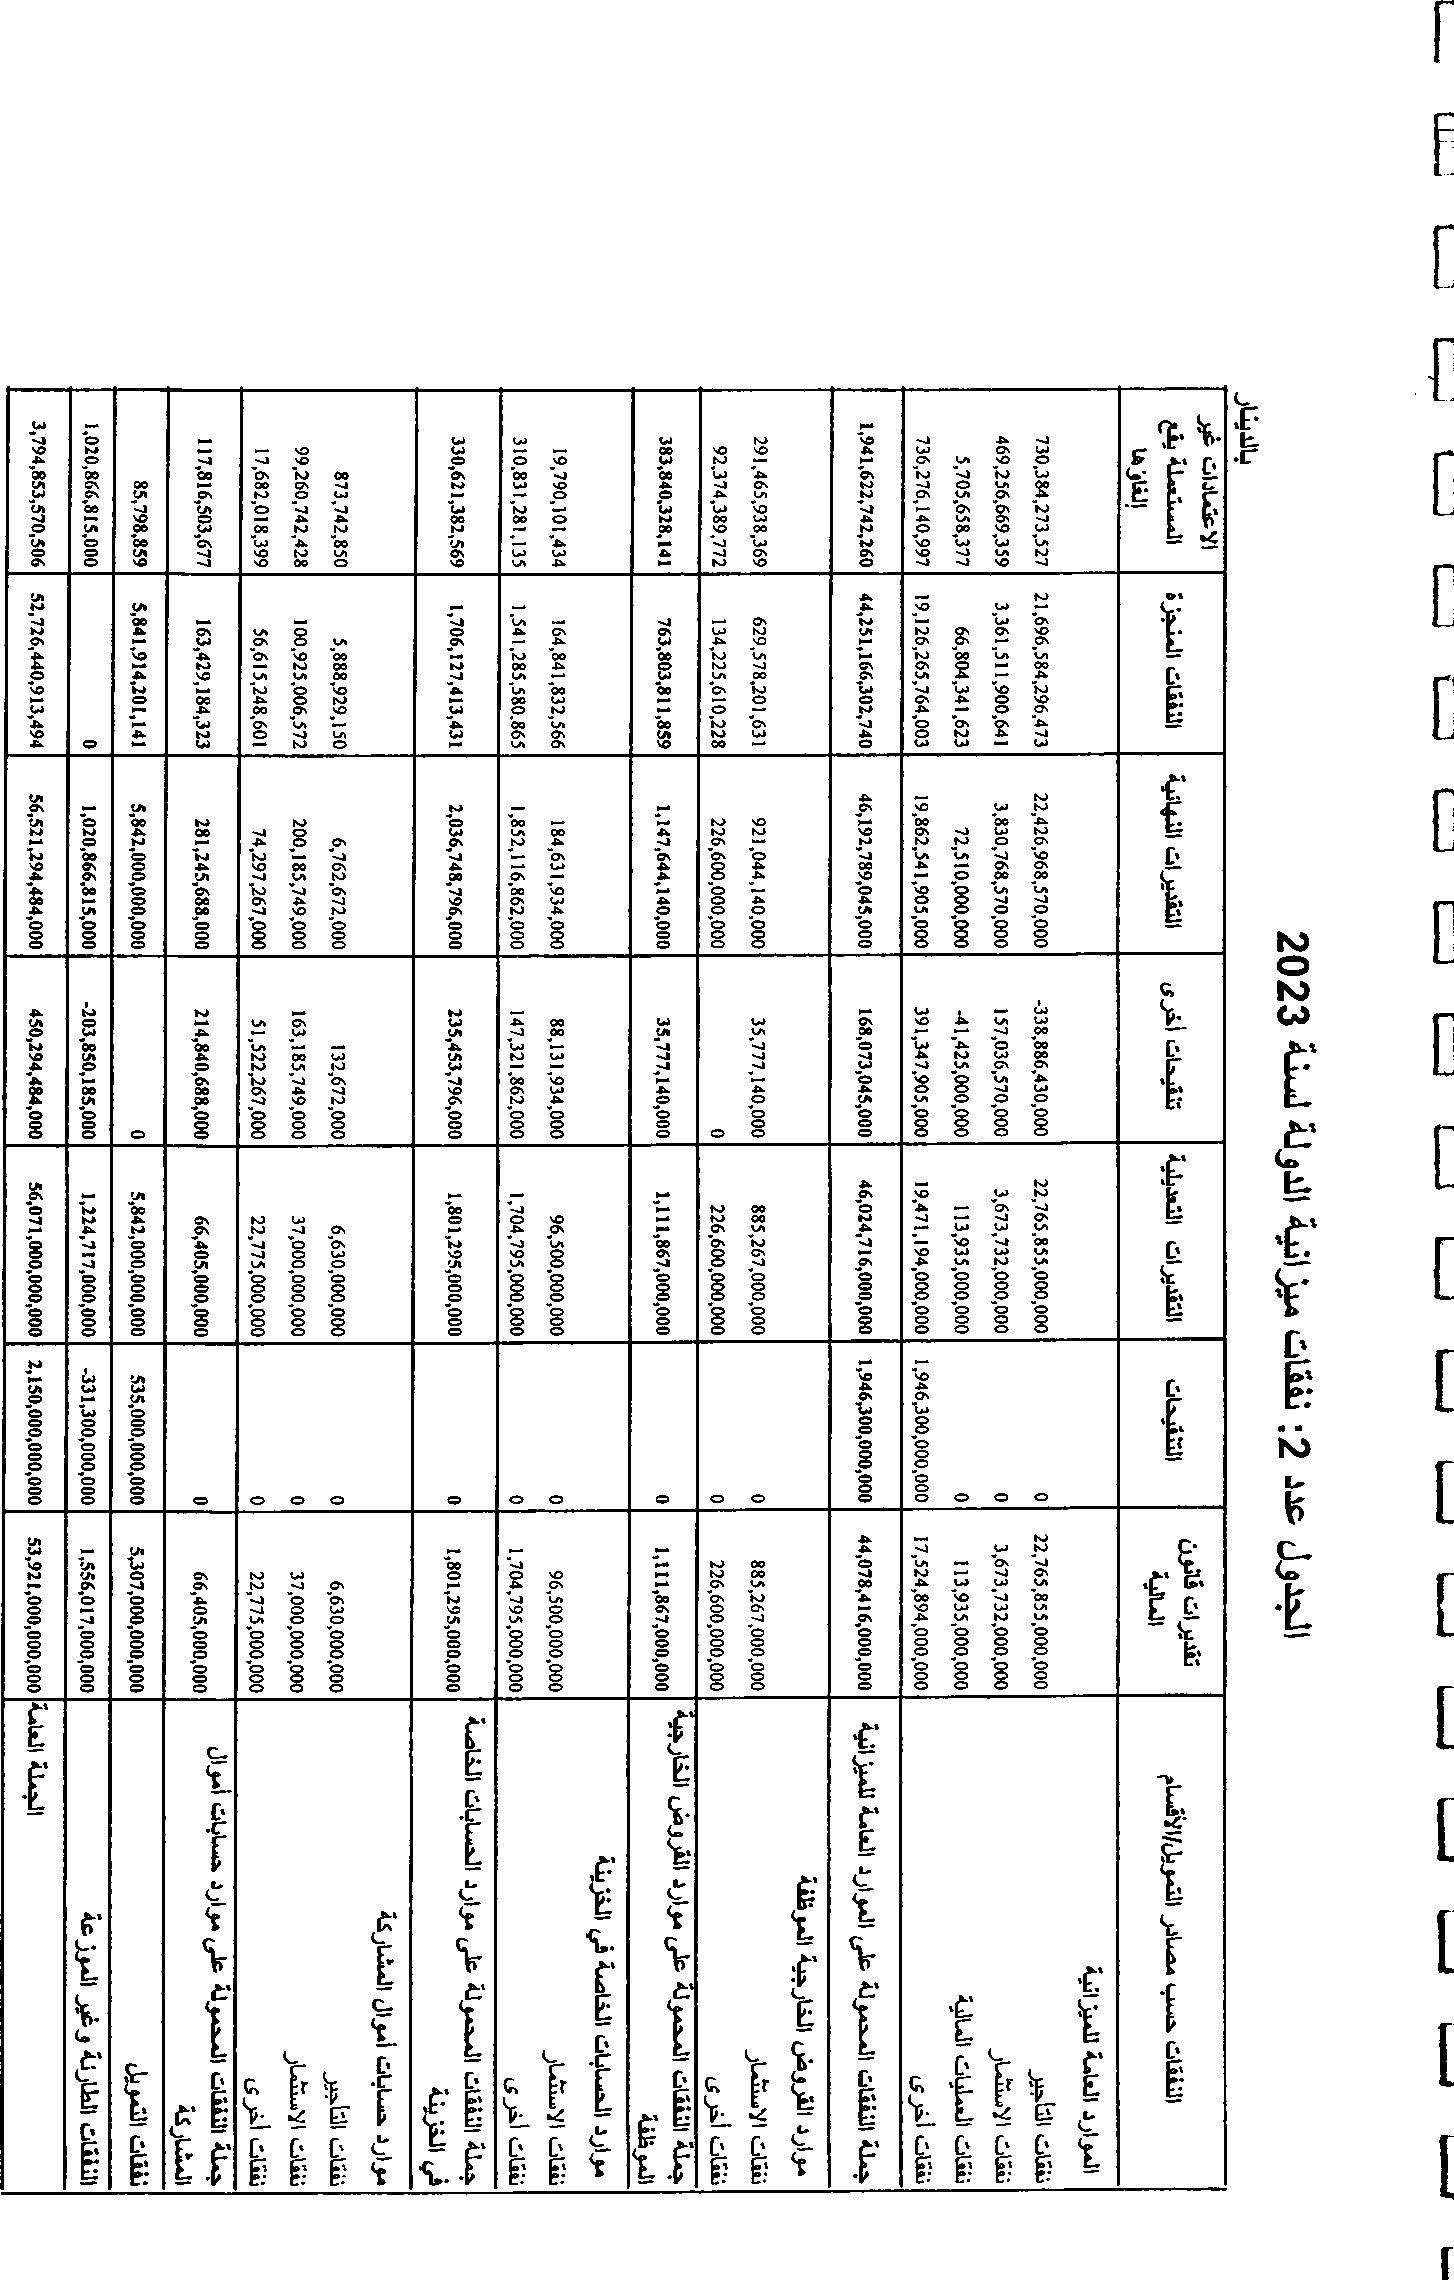 الجدول عدد 2: نفقات ميزانية الدولة لسنة 2023
بالدينار
النفقات حسب مصادر التمويل/الأقسام | تقديرات قانون المالية | التنقيحات | التقديرات التعديلية | تنقيحات أخرى | التقديرات النهائية | النفقات المنجزة | الاعتمادات غير المستعملة يقع إلغاؤها
الموارد العامة للميزانية
نفقات التأجير | 22,765,855,000,000 | 0 | 22,765,855,000,000 | -338,886,430,000 | 22,426,968,570,000 | 21,696,584,296,473 | 730,384,273,527
نفقات الاستثمار | 3,673,732,000,000 | 0 | 3,673,732,000,000 | 157,036,570,000 | 3,830,768,570,000 | 3,361,511,900,641 | 469,256,669,359
نفقات العمليات المالية | 113,935,000,000 | 0 | 113,935,000,000 | -41,425,000,000 | 72,510,000,000 | 66,804,341,623 | 5,705,658,377
نفقات أخرى | 17,524,894,000,000 | 1,946,300,000,000 | 19,471,194,000,000 | 391,347,905,000 | 19,862,541,905,000 | 19,126,265,764,003 | 736,276,140,997
جملة النفقات المحمولة على الموارد العامة للميزانية | 44,078,416,000,000 | 1,946,300,000,000 | 46,024,716,000,000 | 168,073,045,000 | 46,192,789,045,000 | 44,251,166,302,740 | 1,941,622,742,260
موارد القروض الخارجية الموظفة
نفقات الاستثمار | 885,267,000,000 | 0 | 885,267,000,000 | 35,777,140,000 | 921,044,140,000 | 629,578,201,631 | 291,465,938,369
نفقات أخرى | 226,600,000,000 | 0 | 226,600,000,000 | 0 | 226,600,000,000 | 134,225,610,228 | 92,374,389,772
جملة النفقات المحمولة على موارد القروض الخارجية الموظفة | 1,111,867,000,000 | 0 | 1,111,867,000,000 | 35,777,140,000 | 1,147,644,140,000 | 763,803,811,859 | 383,840,328,141
موارد الحسابات الخاصة في الخزينة
نفقات الاستثمار | 96,500,000,000 | 0 | 96,500,000,000 | 88,131,934,000 | 184,631,934,000 | 164,841,832,566 | 19,790,101,434
نفقات أخرى | 1,704,795,000,000 | 0 | 1,704,795,000,000 | 147,321,862,000 | 1,852,116,862,000 | 1,541,285,580,865 | 310,831,281,135
جملة النفقات المحمولة على موارد الحسابات الخاصة في الخزينة | 1,801,295,000,000 | 0 | 1,801,295,000,000 | 235,453,796,000 | 2,036,748,796,000 | 1,706,127,413,431 | 330,621,382,569
موارد حسابات أموال المشاركة
نفقات التأجير | 6,630,000,000 | 0 | 6,630,000,000 | 132,672,000 | 6,762,672,000 | 5,888,929,150 | 873,742,850
نفقات الاستثمار | 37,000,000,000 | 0 | 37,000,000,000 | 163,185,749,000 | 200,185,749,000 | 100,925,006,572 | 99,260,742,428
نفقات أخرى | 22,775,000,000 | 0 | 22,775,000,000 | 51,522,267,000 | 74,297,267,000 | 56,615,248,601 | 17,682,018,399
جملة النفقات المحمولة على موارد حسابات أموال المشاركة | 66,405,000,000 | 0 | 66,405,000,000 | 214,840,688,000 | 281,245,688,000 | 163,429,184,323 | 117,816,503,677
نفقات التمويل | 5,307,000,000,000 | 535,000,000,000 | 5,842,000,000,000 | 0 | 5,842,000,000,000 | 5,841,914,201,141 | 85,798,859
النفقات الطارئة وغير الموزعة | 1,556,017,000,000 | -331,300,000,000 | 1,224,717,000,000 | -203,850,185,000 | 1,020,866,815,000 | 0 | 1,020,866,815,000
الجملة العامة | 53,921,000,000,000 | 2,150,000,000,000 | 56,071,000,000,000 | 450,294,484,000 | 56,521,294,484,000 | 52,726,440,913,494 | 3,794,853,570,506